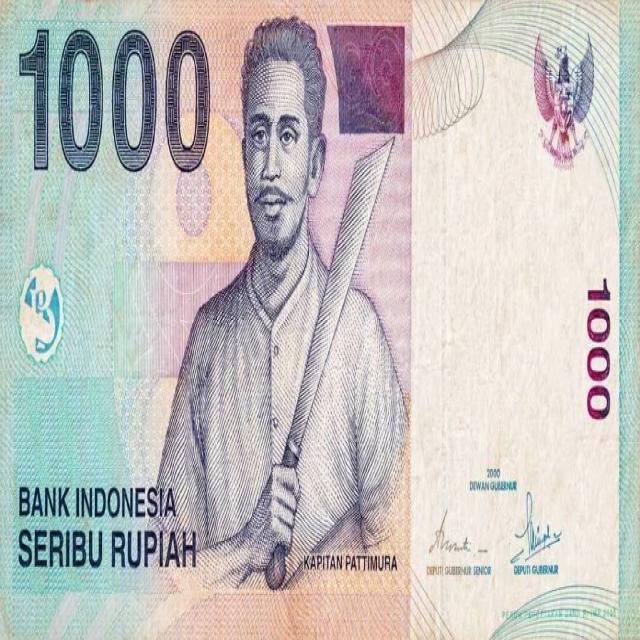 1000
BANK INDONESIA
SERIBU RUPIAH
KAPITAN PATTIMURA
1000
2000
DEWAN GUBERNUR
DEPUTI GUBERNUR SENIOR
DEPUTI GUBERNUR